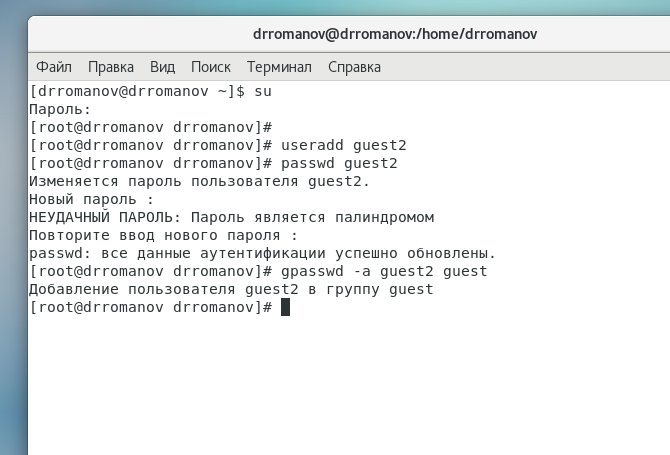 drromanov@drromanov:/home/drromanov
Файл Правка Вид Поиск Терминал Справка
[drromanov@drromanov ~]$ su
Пароль:
[root@drromanov drromanov]#
[root@drromanov drromanov]# useradd guest2
[root@drromanov drromanov]# passwd guest2
Изменяется пароль пользователя guest2.
Новый пароль :
НЕУДАЧНЫЙ ПАРОЛЬ: Пароль является палиндромом
Повторите ввод нового пароля :
passwd: все данные аутентификации успешно обновлены.
[root@drromanov drromanov]# gpasswd -a guest2 guest
Добавление пользователя guest2 в группу guest
[root@drromanov drromanov]#